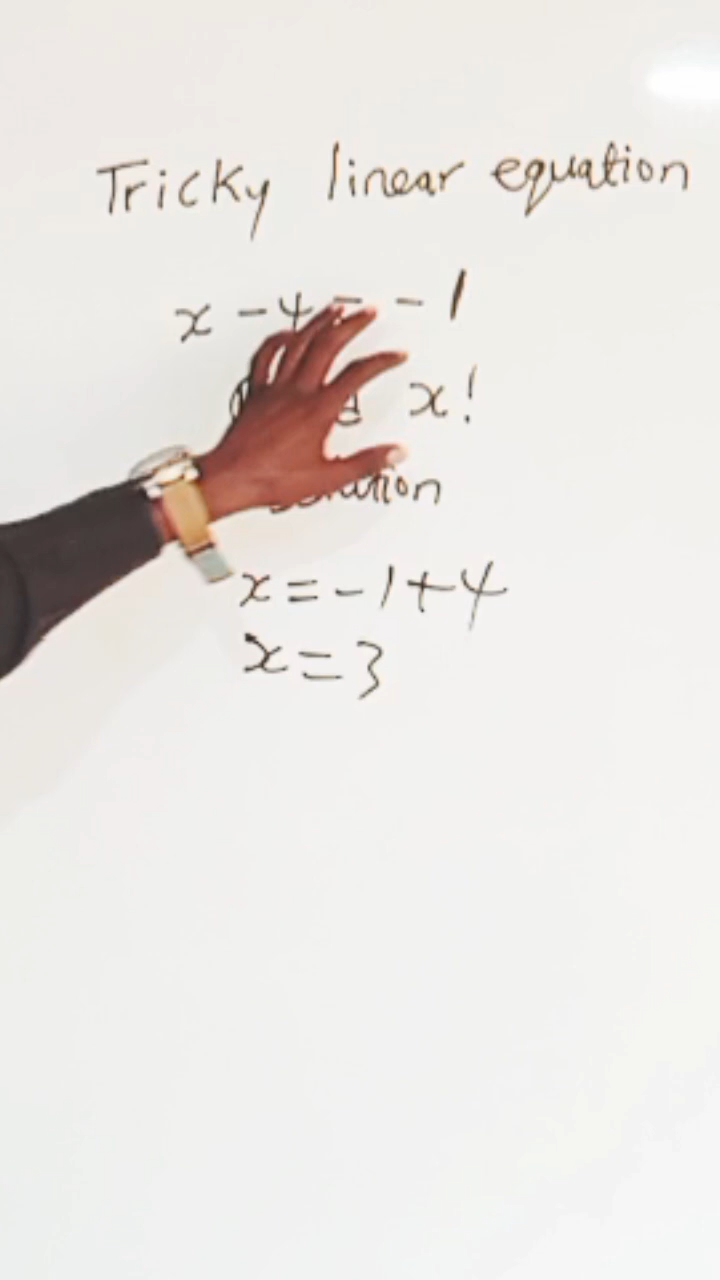 Tricky linear equation
x - 4 = - 1
x!
x = - 1 + 4
x = 3